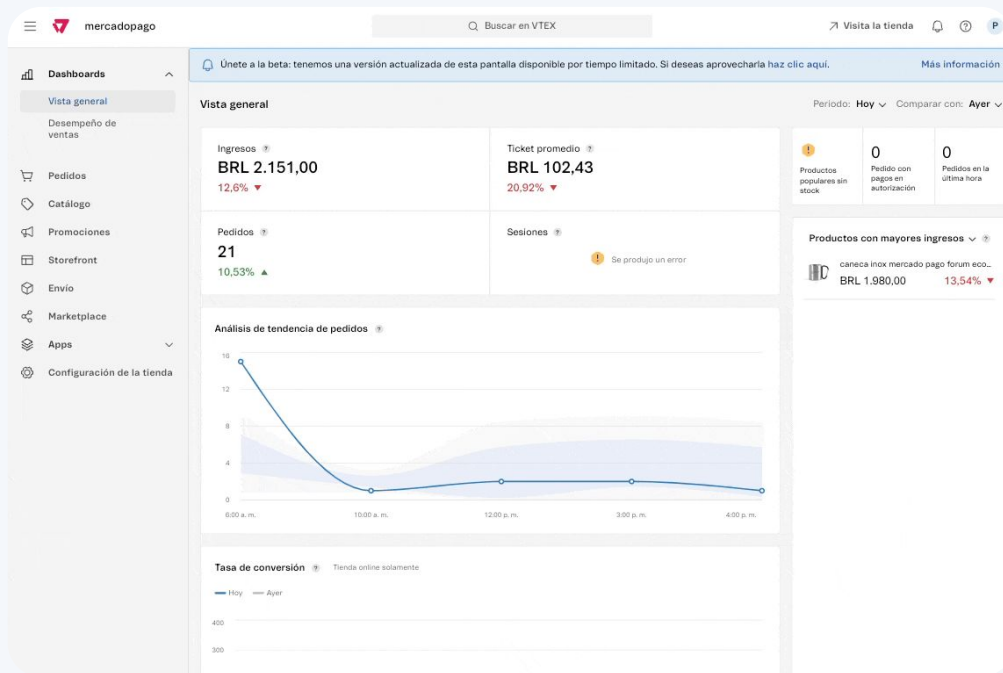 mercadopago
Buscar en VTEX
Visita la tienda
P
Dashboards
Vista general
Desempeño de
ventas
Pedidos
Catálogo
Promociones
Storefront
Envío
Marketplace
Apps
Configuración de la tienda
Únete a la beta: tenemos una versión actualizada de esta pantalla disponible por tiempo limitado. Si deseas aprovecharla haz clic aquí.
Más información
Vista general
Periodo: Hoy
Comparar con: Ayer
Ingresos ?
BRL 2.151,00
12,6%
Ticket promedio ?
BRL 102,43
20,92%
Pedidos ?
21
10,53%
Sesiones ?
Se produjo un error
Productos
populares sin
stock
0
Pedido con
pagos en
autorización
0
Pedidos en la
última hora
Productos con mayores ingresos ?
caneca inox mercado pago forum eco...
BRL 1.980,00
13,54%
Análisis de tendencia de pedidos ?
16
12
8
4
0
6:00 a. m.
10:00 a. m.
12:00 p. m.
3:00 p. m.
4:00 p. m.
Tasa de conversión ?
Tienda online solamente
Hoy
Ayer
400
300